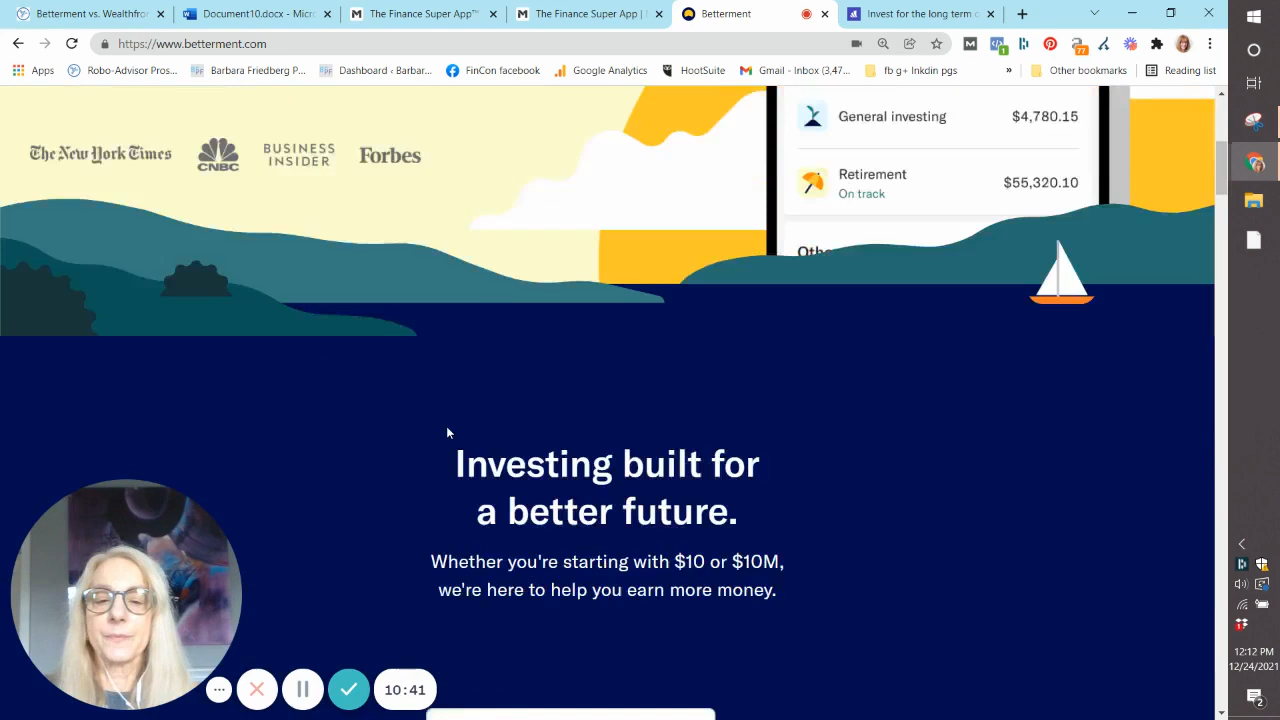 Betterment vs. Wealthfron
Document10.docx - Micr
The Finance Super App™
The Finance Super App | M
Betterment
Invest for the long term c
https://www.betterment.com
1
77
Apps
Robo-Advisor Pros...
Barbara Friedberg P...
Dashboard ‹ Barbar...
FinCon facebook
Google Analytics
HootSuite
Gmail - Inbox (3,47...
fb g+ lnkdin pgs
»
Other bookmarks
Reading list
General investing
$4,780.15
The New York Times
CNBC
BUSINESS
INSIDER
Forbes
Retirement
$55,320.10
On track
Othe
Investing built for
a better future.
Whether you're starting with $10 or $10M,
we're here to help you earn more money.
10:41
12:12 PM
12/24/2021
2